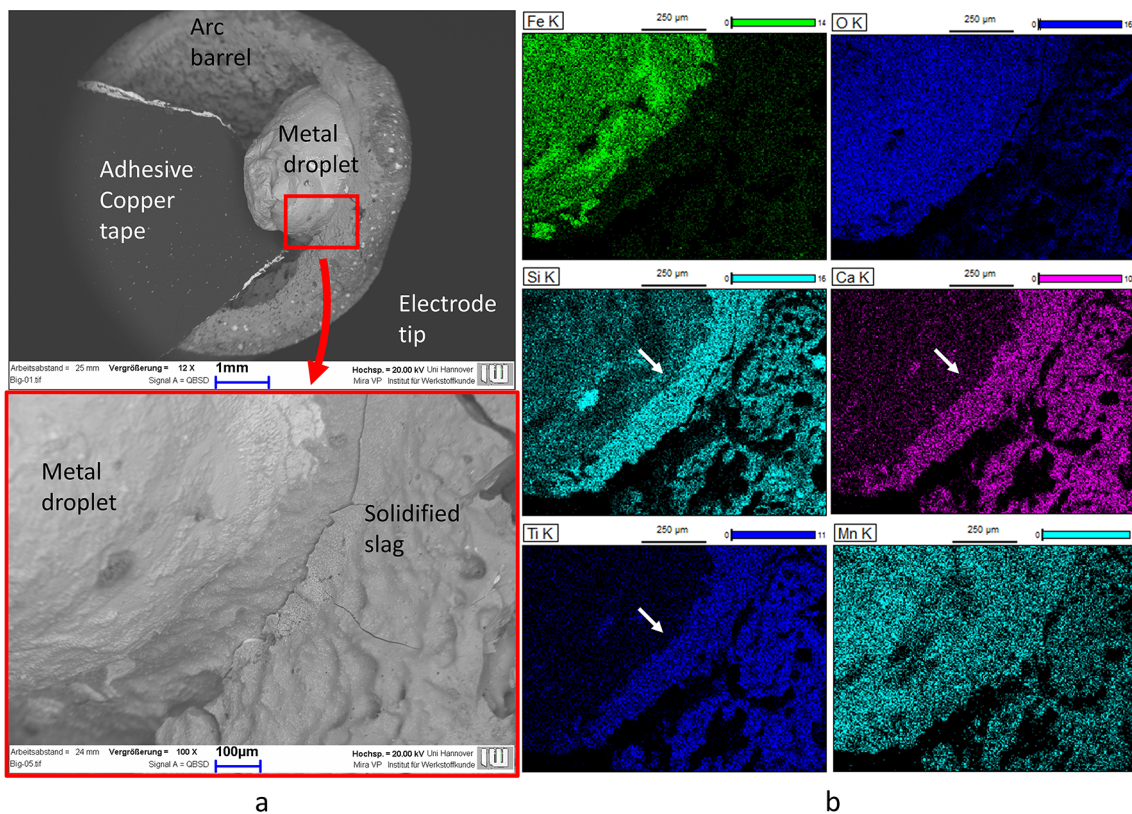 Arc
barrel
Metal
droplet
Adhesive
Copper
tape
Electrode
tip
Arbeitsabstand = 25 mm Vergrößerung = 12 X 1mm Hochsp. = 20.00 kV Uni Hannover
Big-01.tif Signal A = QBSD Mira VP Institut für Werkstoffkunde
Metal
droplet
Solidified
slag
Arbeitsabstand = 24 mm Vergrößerung = 100 X 100µm Hochsp. = 20.00 kV Uni Hannover
Big-05.tif Signal A = QBSD Mira VP Institut für Werkstoffkunde
a
Fe K 250 µm 0 14
O K 250 µm 0 16
Si K 250 µm 0 16
Ca K 250 µm 0 10
Ti K 250 µm 0 11
Mn K 250 µm 0
b